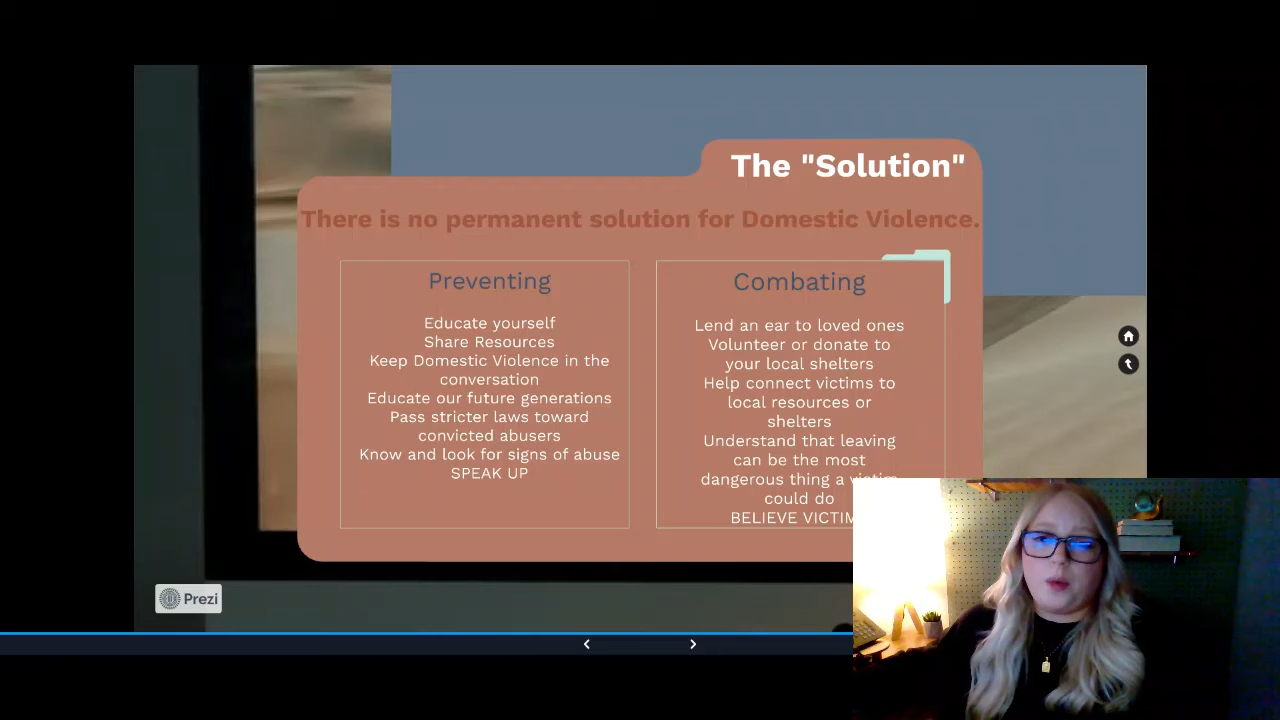 The "Solution"
There is no permanent solution for Domestic Violence.
Preventing
Educate yourself
Share Resources
Keep Domestic Violence in the
conversation
Educate our future generations
Pass stricter laws toward
convicted abusers
Know and look for signs of abuse
SPEAK UP
Combating
Lend an ear to loved ones
Volunteer or donate to
your local shelters
Help connect victims to
local resources or
shelters
Understand that leaving
can be the most
dangerous thing a victim
could do
BELIEVE VICTIM
Prezi